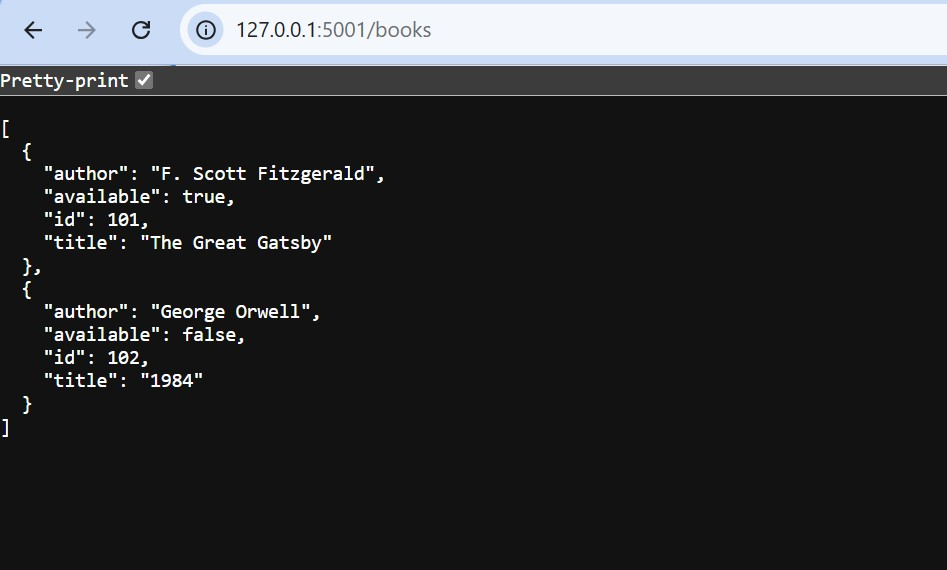 127.0.0.1:5001/books
Pretty-print
[
  {
    "author": "F. Scott Fitzgerald",
    "available": true,
    "id": 101,
    "title": "The Great Gatsby"
  },
  {
    "author": "George Orwell",
    "available": false,
    "id": 102,
    "title": "1984"
  }
]